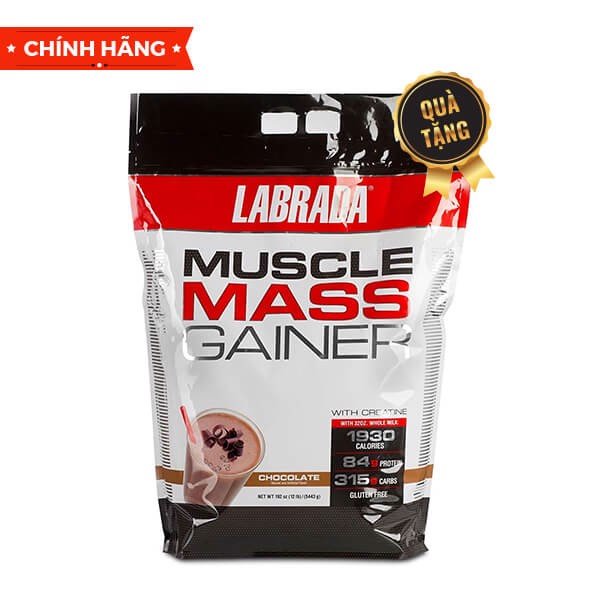 CHÍNH HÃNG
QUÀ
TẶNG
LABRADA®
MUSCLE
MASS
GAINER
WITH CREATINE
WITH 32OZ. WHOLE MILK:
1930
CALORIES
84g PROTEIN
315g CARBS
GLUTEN FREE
CHOCOLATE
NET WT 192 oz (12 lb) (5443 g)